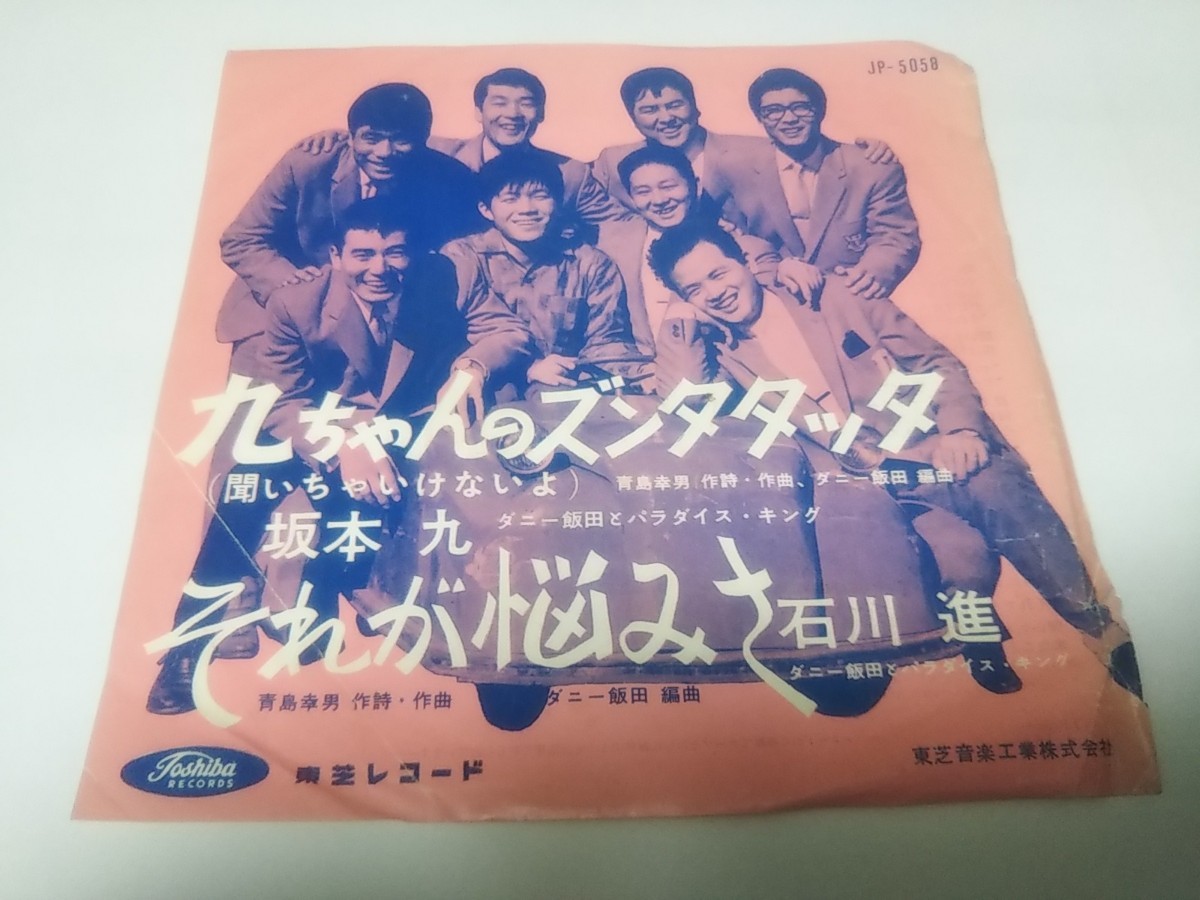 JP-5058
九ちゃんのズンタタッタ
(聞いちゃいけないよ) 青島幸男 作詩・作曲、ダニー飯田 編曲
坂本 九 ダニー飯田とパラダイス・キング
それが悩みさ 石川 進
ダニー飯田とパラダイス・キング
青島幸男 作詩・作曲 ダニー飯田 編曲
Toshiba RECORDS 東芝レコード 東芝音楽工業株式会社